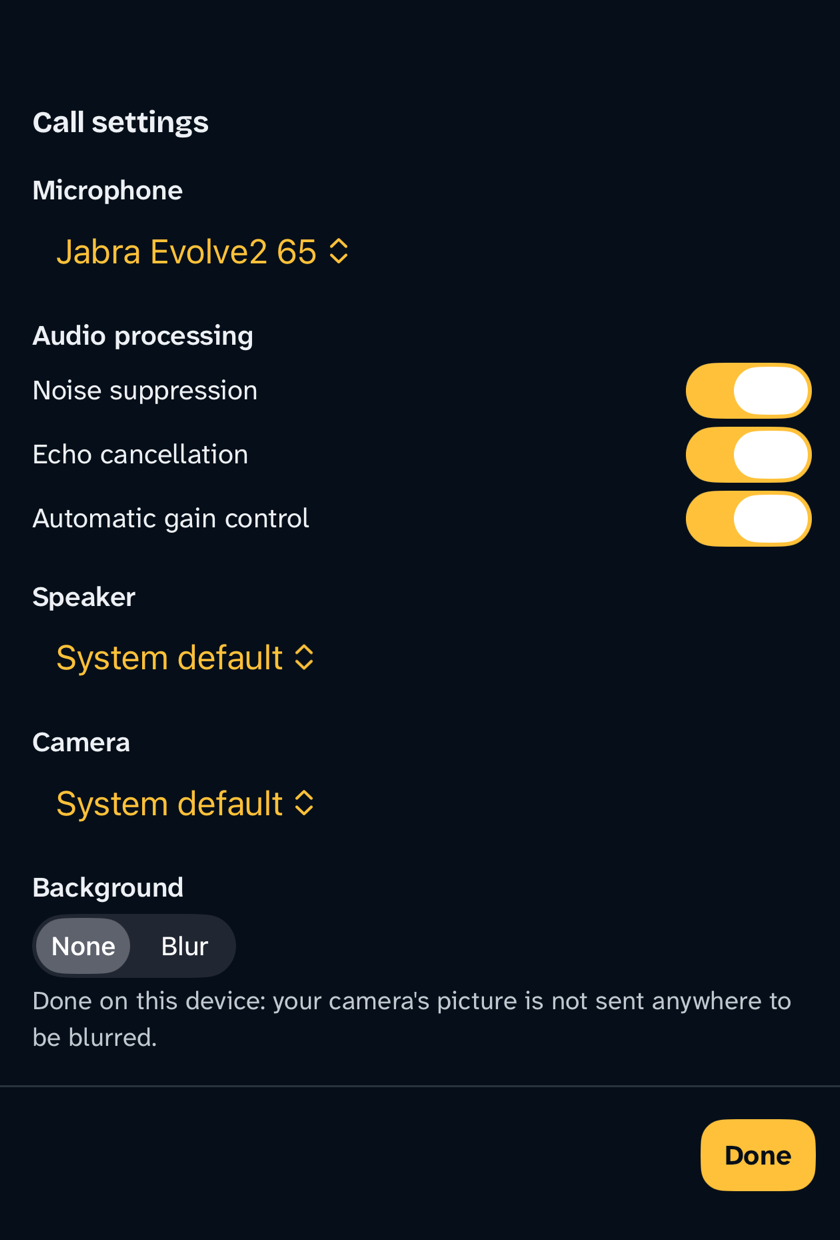 Call settings
Microphone
Jabra Evolve2 65
Audio processing
Noise suppression
Echo cancellation
Automatic gain control
Speaker
System default
Camera
System default
Background
None Blur
Done on this device: your camera's picture is not sent anywhere to
be blurred.
Done